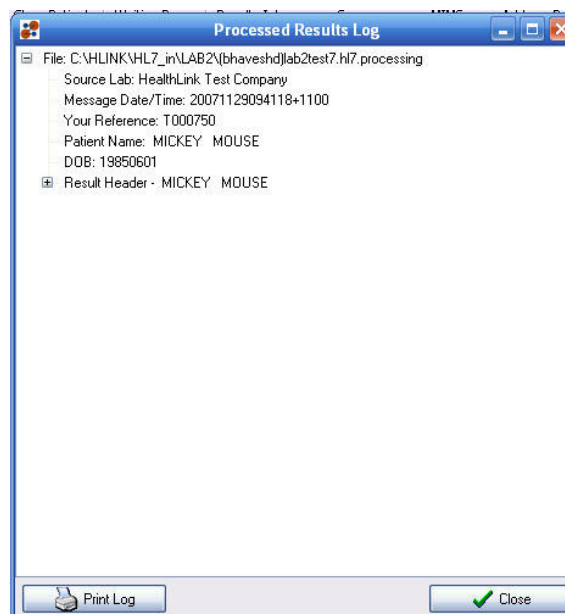 Processed Results Log
File: C:\HLINK\HL7_in\LAB2\(bhaveshd)lab2test7.hl7.processing
Source Lab: HealthLink Test Company
Message Date/Time: 20071129094118+1100
Your Reference: T000750
Patient Name: MICKEY MOUSE
DOB: 19850601
Result Header - MICKEY MOUSE
Print Log
Close